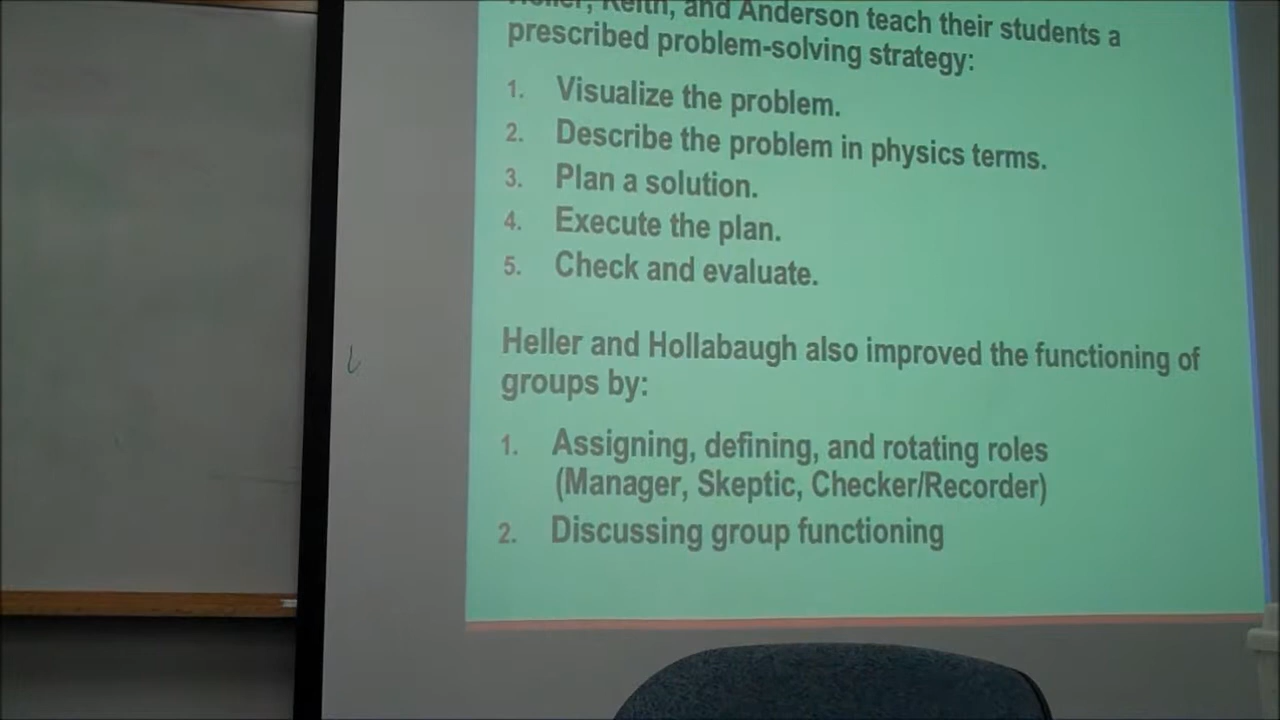 Keith, and Anderson teach their students a
prescribed problem-solving strategy:
1. Visualize the problem.
2. Describe the problem in physics terms.
3. Plan a solution.
4. Execute the plan.
5. Check and evaluate.
Heller and Hollabaugh also improved the functioning of
groups by:
1. Assigning, defining, and rotating roles
(Manager, Skeptic, Checker/Recorder)
2. Discussing group functioning